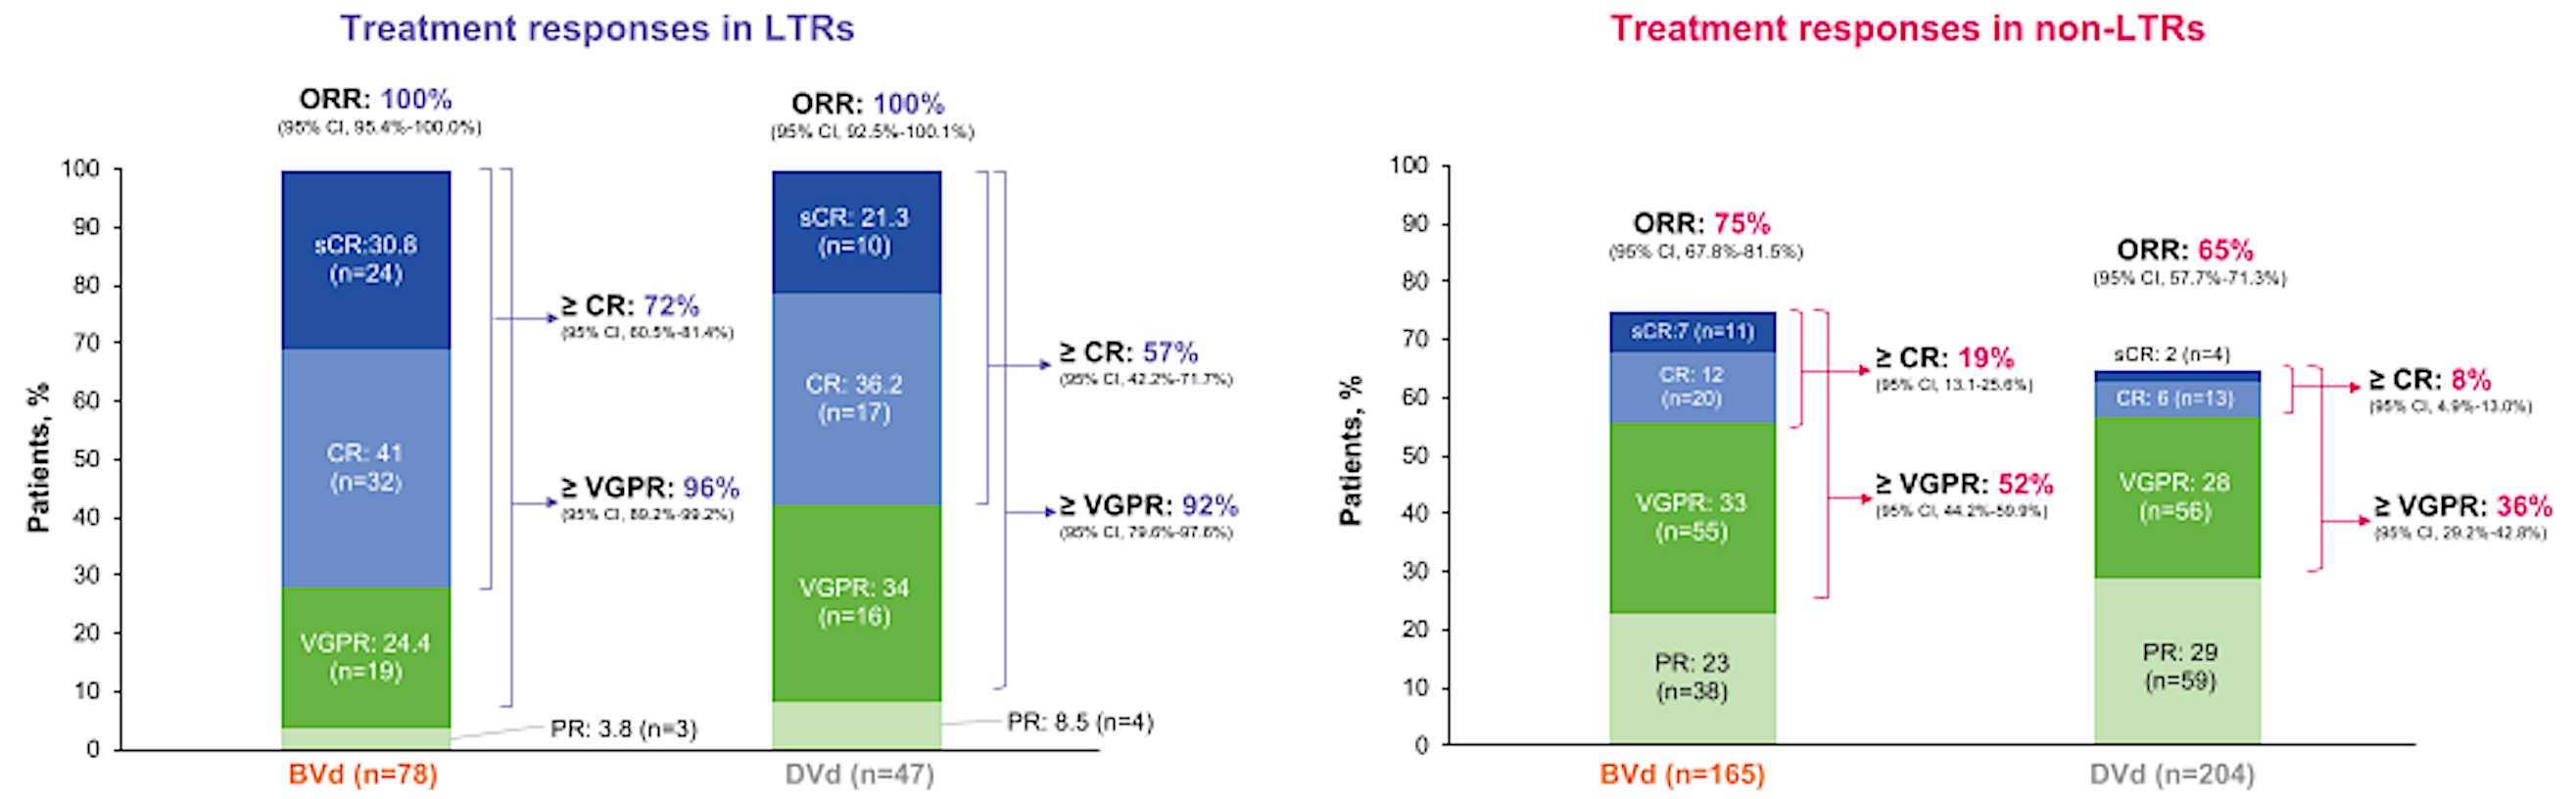 Treatment responses in LTRs
ORR: 100%
(95% CI, 95.4%-100.0%)
ORR: 100%
(95% CI, 92.5%-100.1%)
Patients, %
100
90
80
70
60
50
40
30
20
10
0
sCR:30.8
(n=24)
CR: 41
(n=32)
VGPR: 24.4
(n=19)
PR: 3.8 (n=3)
≥ CR: 72%
(95% CI, 60.5%-81.4%)
≥ VGPR: 96%
(95% CI, 89.2%-99.2%)
sCR: 21.3
(n=10)
CR: 36.2
(n=17)
VGPR: 34
(n=16)
PR: 8.5 (n=4)
≥ CR: 57%
(95% CI, 42.2%-71.7%)
≥ VGPR: 92%
(95% CI, 79.6%-97.6%)
BVd (n=78)
DVd (n=47)
Treatment responses in non-LTRs
ORR: 75%
(95% CI, 67.8%-81.5%)
ORR: 65%
(95% CI, 57.7%-71.3%)
Patients, %
100
90
80
70
60
50
40
30
20
10
0
sCR:7 (n=11)
CR: 12
(n=20)
VGPR: 33
(n=55)
PR: 23
(n=38)
≥ CR: 19%
(95% CI, 13.1-25.6%)
≥ VGPR: 52%
(95% CI, 44.2%-59.9%)
sCR: 2 (n=4)
CR: 6 (n=13)
VGPR: 28
(n=56)
PR: 29
(n=59)
≥ CR: 8%
(95% CI, 4.9%-13.0%)
≥ VGPR: 36%
(95% CI, 29.2%-42.8%)
BVd (n=165)
DVd (n=204)